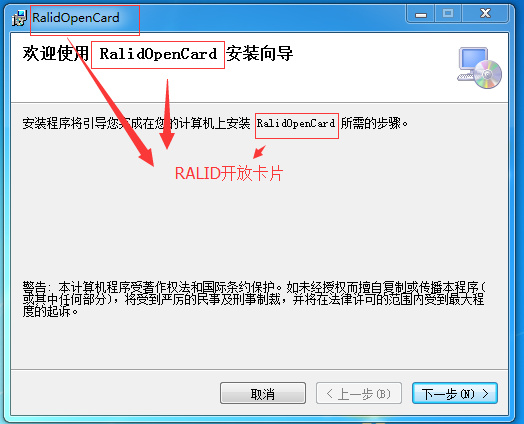 RalidOpenCard
欢迎使用 RalidOpenCard 安装向导
安装程序将引导您完成在您的计算机上安装 RalidOpenCard 所需的步骤。
RALID开放卡片
警告: 本计算机程序受著作权法和国际条约保护。如未经授权而擅自复制或传播本程序(
或其中任何部分)，将受到严厉的民事及刑事制裁，并将在法律许可的范围内受到最大程
度的起诉。
取消
< 上一步(B)
下一步(N) >